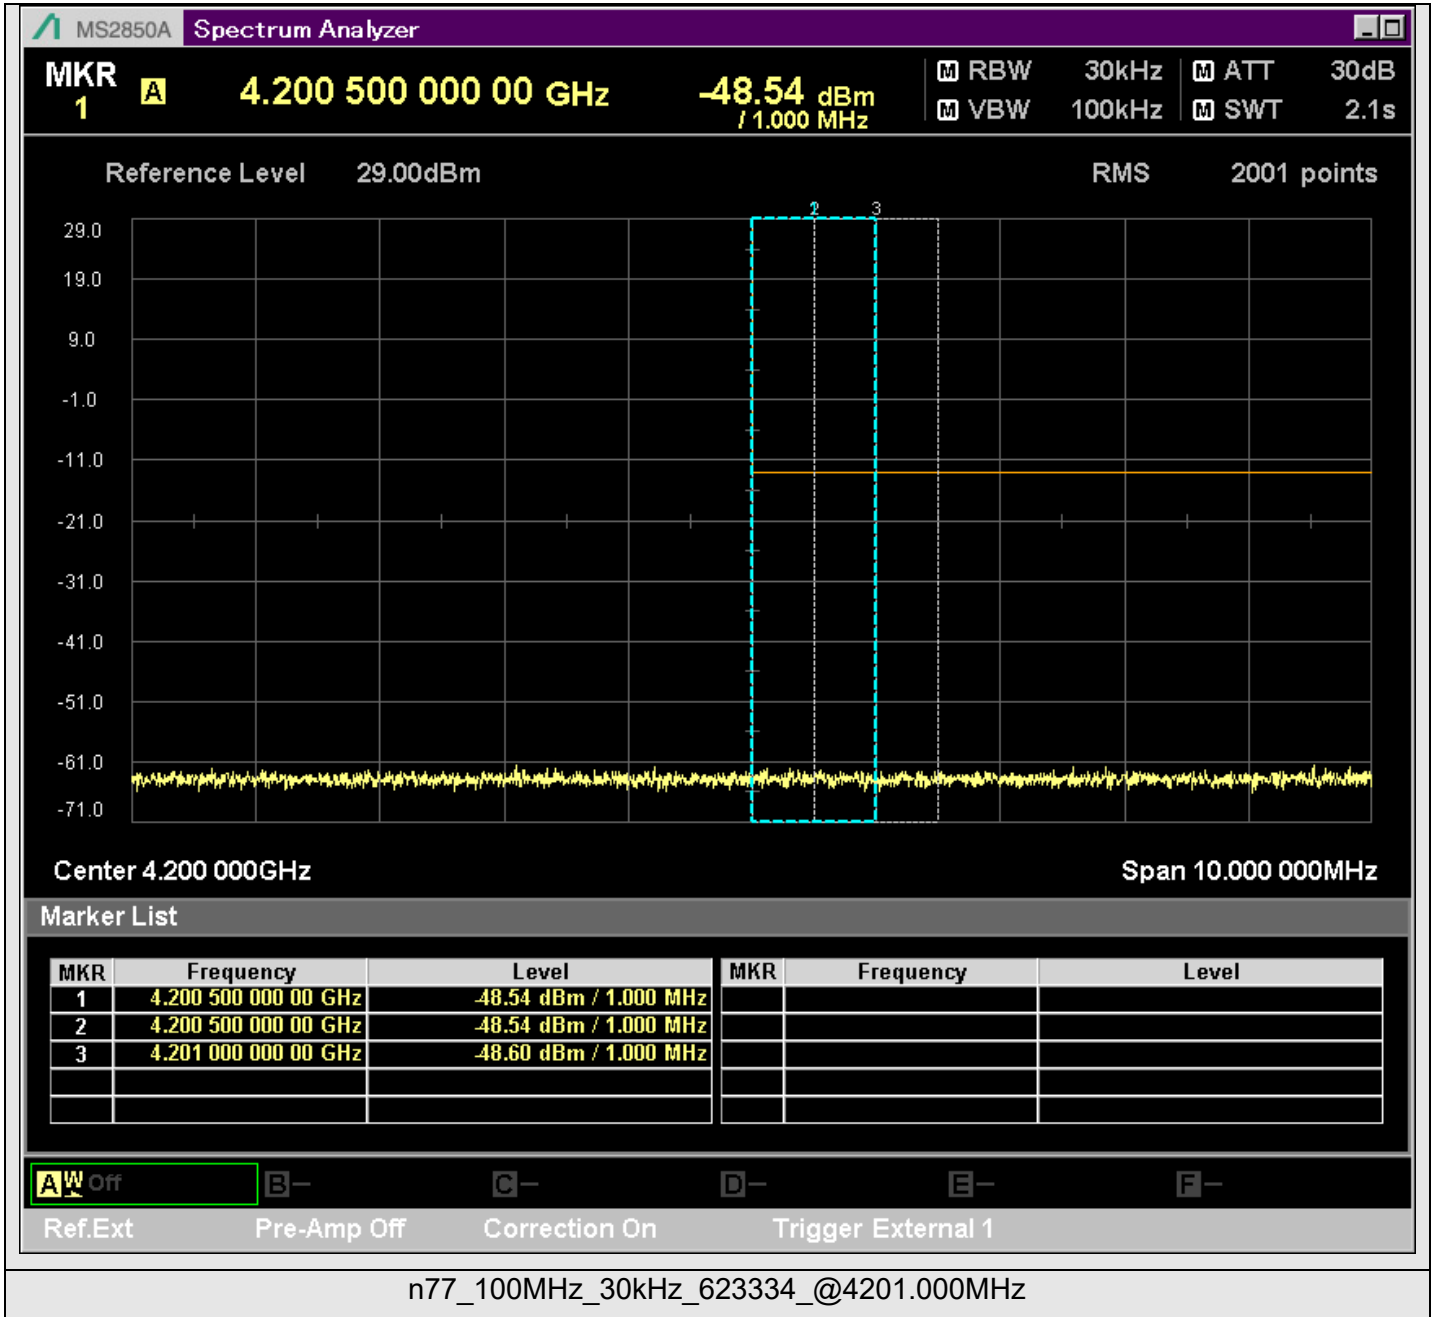 MS2850A Spectrum Analyzer
MKR 1 A 4.200 500 000 00 GHz -48.54 dBm / 1.000 MHz
M RBW 30kHz M ATT 30dB
M VBW 100kHz M SWT 2.1s
Reference Level 29.00dBm RMS 2001 points
1 2 3
29.0
19.0
9.0
-1.0
-11.0
-21.0
-31.0
-41.0
-51.0
-61.0
-71.0
Center 4.200 000GHz Span 10.000 000MHz
Marker List
MKR Frequency Level MKR Frequency Level
1 4.200 500 000 00 GHz -48.54 dBm / 1.000 MHz
2 4.200 500 000 00 GHz -48.54 dBm / 1.000 MHz
3 4.201 000 000 00 GHz -48.60 dBm / 1.000 MHz
A W Off B- C- D- E- F-
Ref.Ext Pre-Amp Off Correction On Trigger External 1
n77_100MHz_30kHz_623334_@4201.000MHz